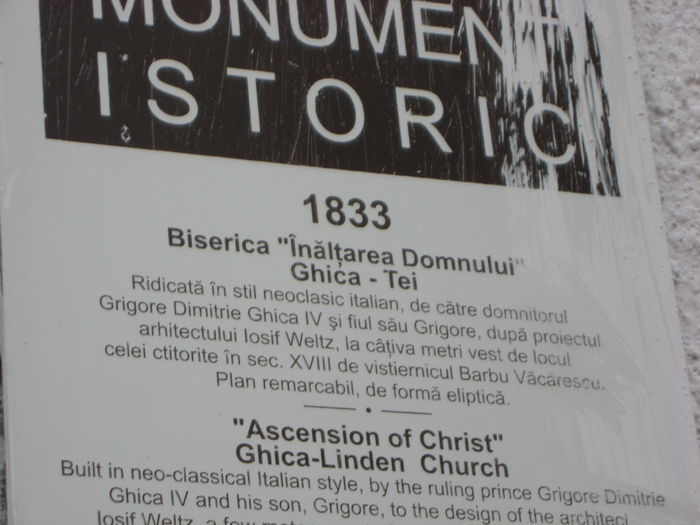 MONUMENT
ISTORIC
1833
Biserica "Înălțarea Domnului"
Ghica - Tei
Ridicată în stil neoclasic italian, de către domnitorul
Grigore Dimitrie Ghica IV şi fiul său Grigore, după proiectul
arhitectului Iosif Weltz, la câțiva metri vest de locul
celei ctitorite în sec. XVIII de vistiernicul Barbu Văcărescu.
Plan remarcabil, de formă eliptică.
"Ascension of Christ"
Ghica-Linden Church
Built in neo-classical Italian style, by the ruling prince Grigore Dimitrie
Ghica IV and his son, Grigore, to the design of the architect
Iosif Weltz, a few